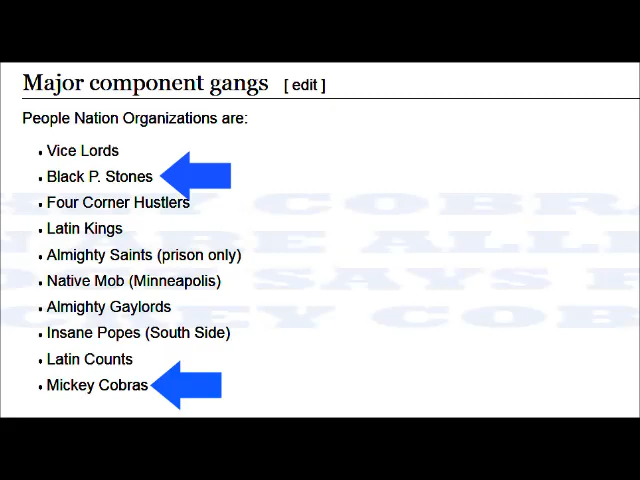 Major component gangs [ edit ]
People Nation Organizations are:
Vice Lords
Black P. Stones
Four Corner Hustlers
Latin Kings
Almighty Saints (prison only)
Native Mob (Minneapolis)
Almighty Gaylords
Insane Popes (South Side)
Latin Counts
Mickey Cobras